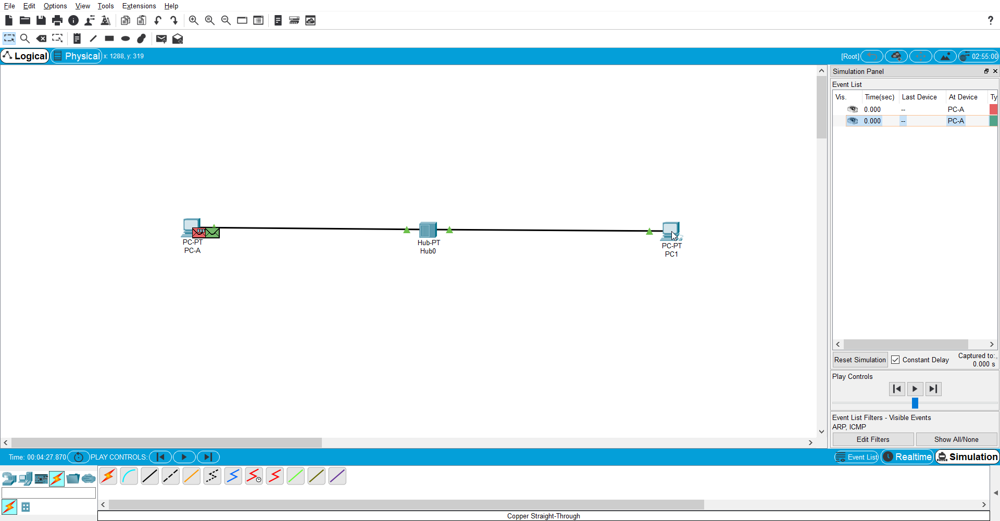 File Edit Options View Tools Extensions Help
?
Logical Physical x: 1288, y: 319 [Root] 02:55:00
Simulation Panel
Event List
Vis. Time(sec) Last Device At Device Ty
0.000 -- PC-A
0.000 -- PC-A
PC-PT
PC-A
Hub-PT
Hub0
PC-PT
PC1
Reset Simulation Constant Delay Captured to:
0.000 s
Play Controls
Event List Filters - Visible Events
ARP, ICMP
Edit Filters Show All/None
Time: 00:04:27.870 PLAY CONTROLS: Event List Realtime Simulation
Copper Straight-Through